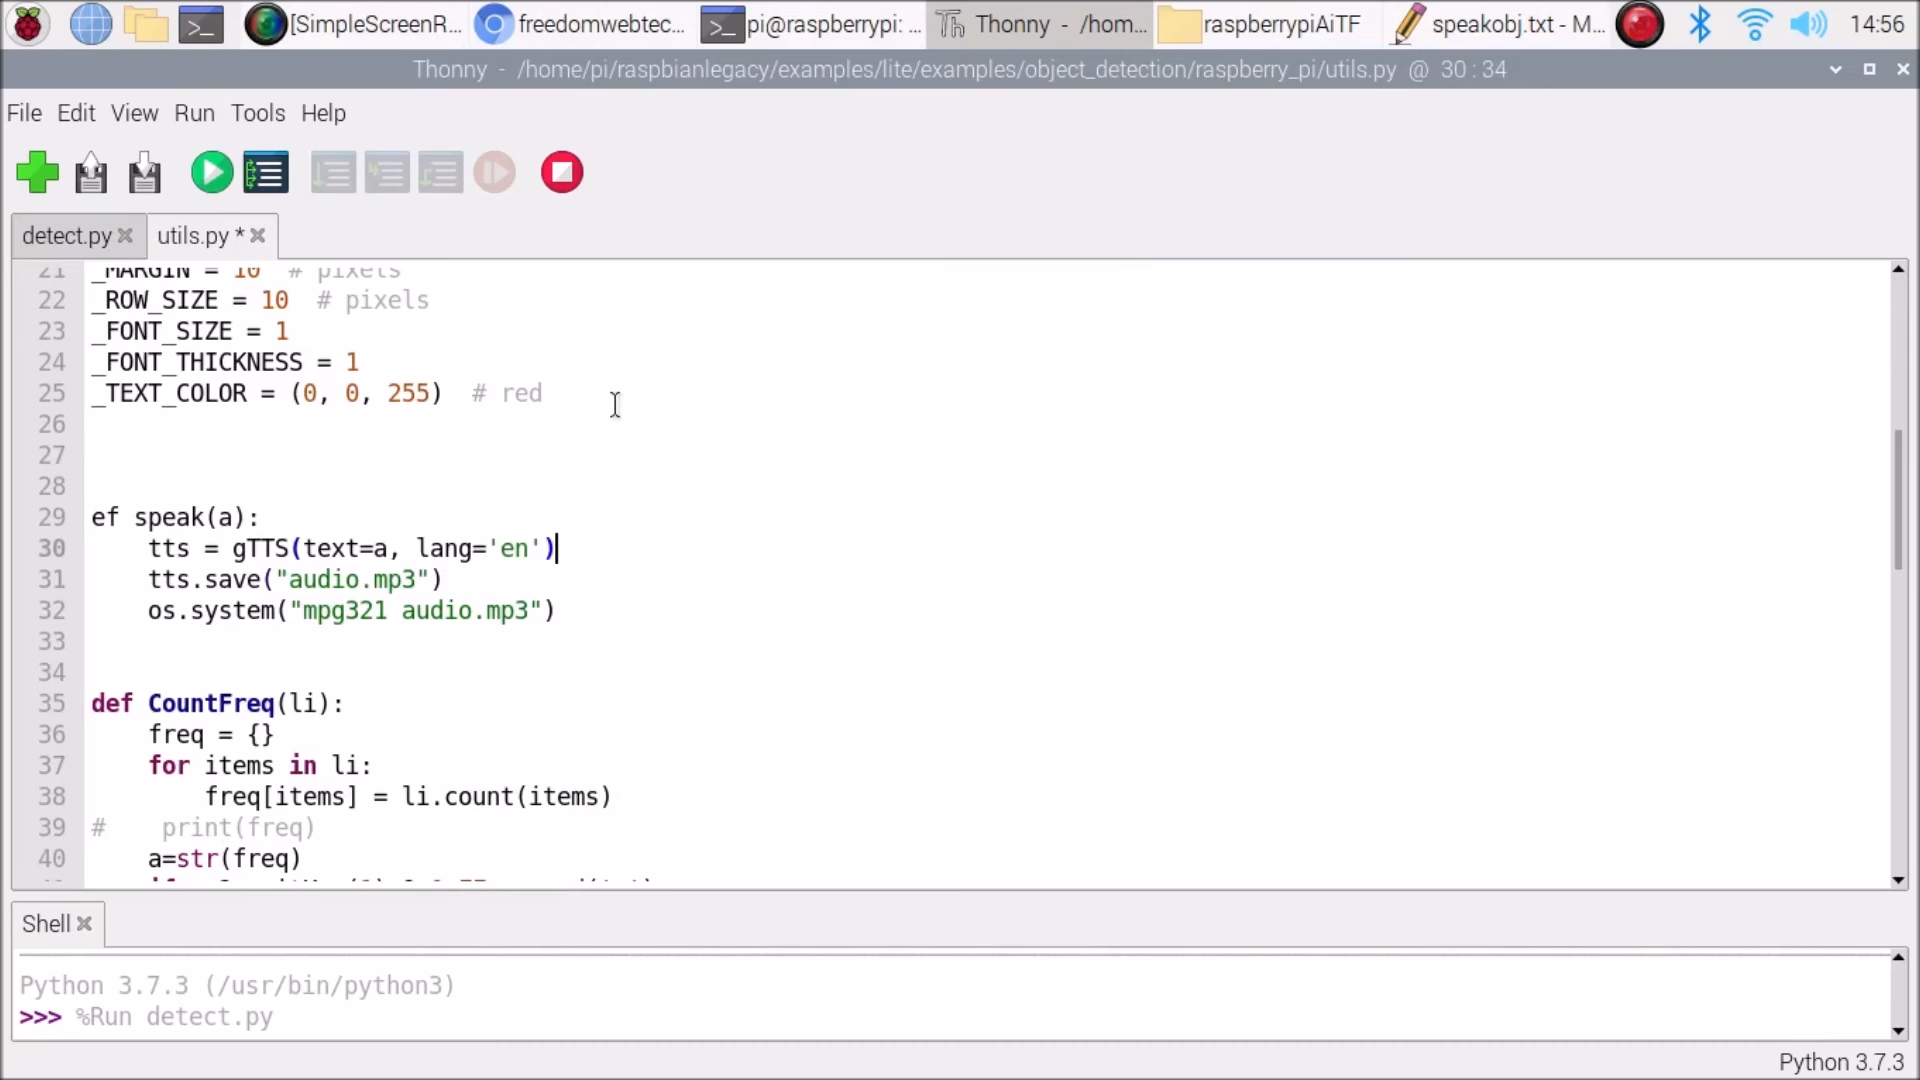 [SimpleScreenR...
freedomwebtec...
pi@raspberrypi: ...
Thonny - /hom...
raspberrypiAiTF
speakobj.txt - M...
14:56
Thonny - /home/pi/raspbianlegacy/examples/lite/examples/object_detection/raspberry_pi/utils.py @ 30:34
File Edit View Run Tools Help
detect.py
utils.py *
21 _MARGIN = 10 # pixels
22 _ROW_SIZE = 10 # pixels
23 _FONT_SIZE = 1
24 _FONT_THICKNESS = 1
25 _TEXT_COLOR = (0, 0, 255) # red
26
27
28
29 ef speak(a):
30 tts = gTTS(text=a, lang='en')
31 tts.save("audio.mp3")
32 os.system("mpg321 audio.mp3")
33
34
35 def CountFreq(li):
36 freq = {}
37 for items in li:
38 freq[items] = li.count(items)
39 # print(freq)
40 a=str(freq)
Shell
Python 3.7.3 (/usr/bin/python3)
>>> %Run detect.py
Python 3.7.3